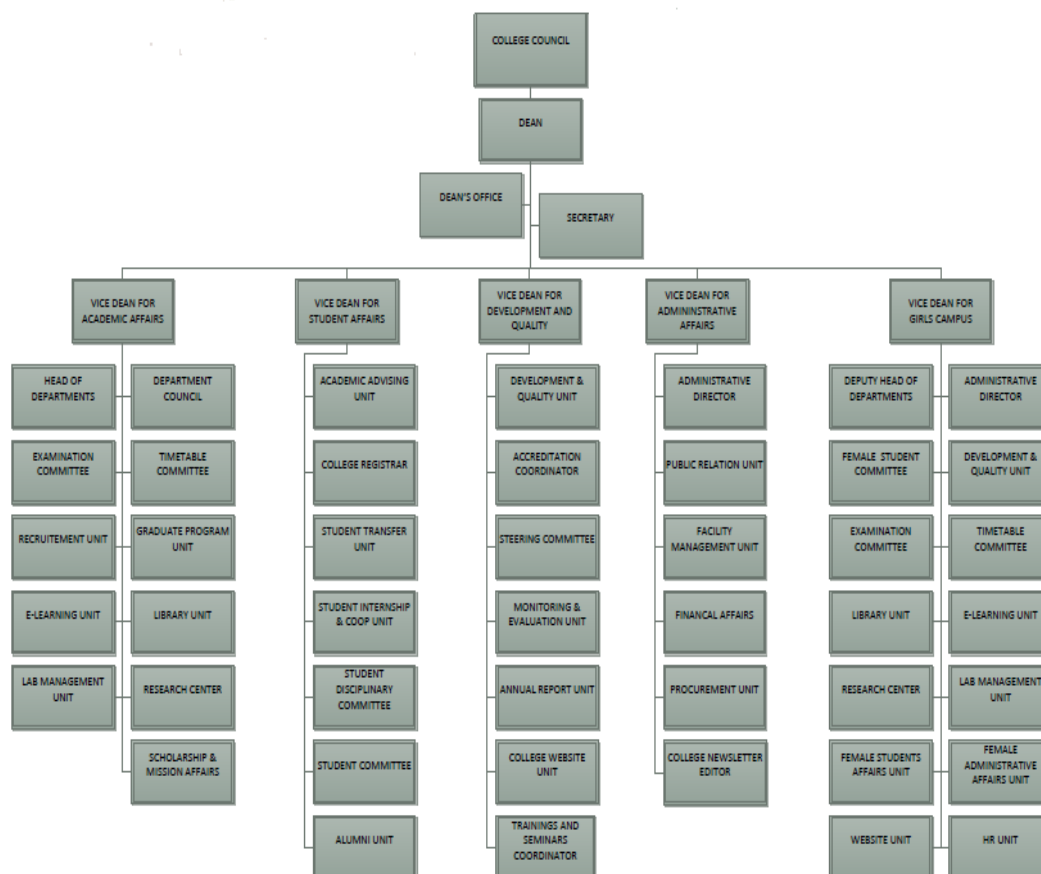 COLLEGE COUNCIL
DEAN
DEAN'S OFFICE
SECRETARY
VICE DEAN FOR
ACADEMIC AFFAIRS
VICE DEAN FOR
STUDENT AFFAIRS
VICE DEAN FOR
DEVELOPMENT AND
QUALITY
VICE DEAN FOR
ADMININSTRATIVE
AFFAIRS
VICE DEAN FOR
GIRLS CAMPUS
HEAD OF
DEPARTMENTS
DEPARTMENT
COUNCIL
EXAMINATION
COMMITTEE
TIMETABLE
COMMITTEE
RECRUITEMENT UNIT
GRADUATE PROGRAM
UNIT
E-LEARNING UNIT
LIBRARY UNIT
LAB MANAGEMENT
UNIT
RESEARCH CENTER
SCHOLARSHIP &
MISSION AFFAIRS
ACADEMIC ADVISING
UNIT
COLLEGE REGISTRAR
STUDENT TRANSFER
UNIT
STUDENT INTERNSHIP
& COOP UNIT
STUDENT
DISCIPLINARY
COMMITTEE
STUDENT COMMITTEE
ALUMNI UNIT
DEVELOPMENT &
QUALITY UNIT
ACCREDITATION
COORDINATOR
STEERING COMMITTEE
MONITORING &
EVALUATION UNIT
ANNUAL REPORT UNIT
COLLEGE WEBSITE
UNIT
TRAININGS AND
SEMINARS
COORDINATOR
ADMINISTRATIVE
DIRECTOR
PUBLIC RELATION UNIT
FACILITY
MANAGEMENT UNIT
FINANCAL AFFAIRS
PROCUREMENT UNIT
COLLEGE NEWSLETTER
EDITOR
DEPUTY HEAD OF
DEPARTMENTS
ADMINISTRATIVE
DIRECTOR
FEMALE STUDENT
COMMITTEE
DEVELOPMENT &
QUALITY UNIT
EXAMINATION
COMMITTEE
TIMETABLE
COMMITTEE
LIBRARY UNIT
E-LEARNING UNIT
RESEARCH CENTER
LAB MANAGEMENT
UNIT
FEMALE STUDENTS
AFFAIRS UNIT
FEMALE
ADMINISTRATIVE
AFFAIRS UNIT
WEBSITE UNIT
HR UNIT